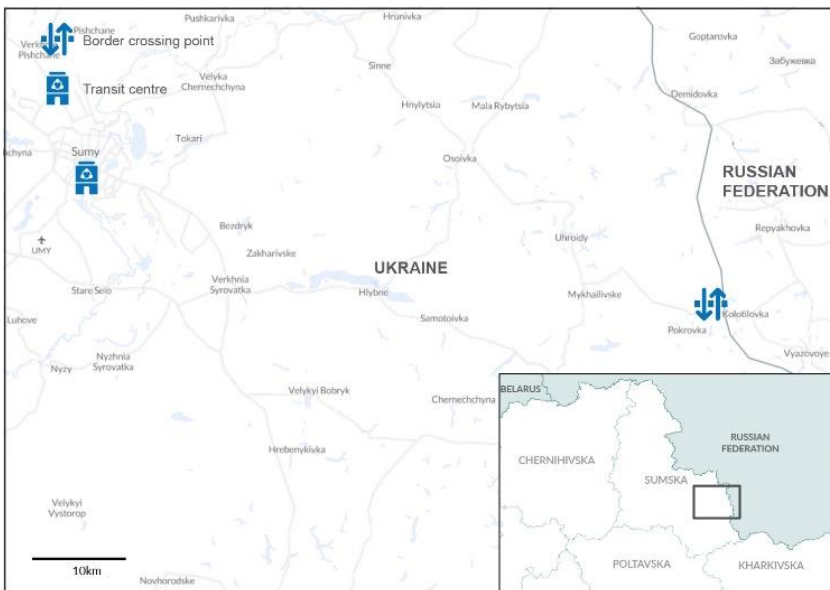 Pushkarivka
Hrunivka
Pishchane
Verkh
Pishchane
Border crossing point
Goptarovka
Забужевка
Sinne
Velyka
Chernechchyna
Transit centre
Demidovka
Hnylytsia
Mala Rybytsia
Tokari
hchyna
Sumy
Osoivka
RUSSIAN
FEDERATION
Bezdryk
Repyakhovka
Uhroidy
UMY
Zakharivske
UKRAINE
Verkhnia
Syrovatka
Stare Selo
Hlybne
Mykhailivske
Kolotilovka
Luhove
Samotoivka
Pokrovka
Vyazovoye
Nyzy
Nyzhnia
Syrovatka
Velykyi Bobryk
Chernechchyna
Hrebenykivka
Velykyi
Vystorop
10km
Novhorodske
BELARUS
RUSSIAN
FEDERATION
CHERNIHIVSKA
SUMSKA
POLTAVSKA
KHARKIVSKA